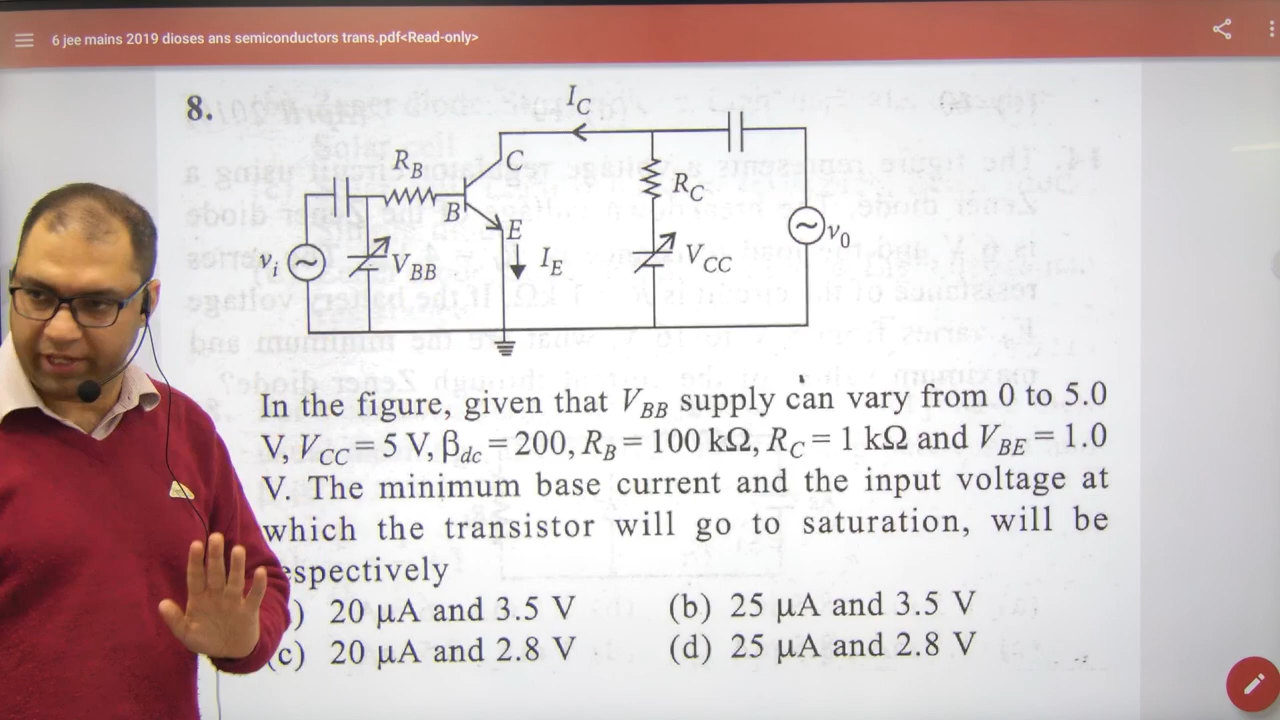 6 jee mains 2019 dioses ans semiconductors trans.pdf<Read-only>
8.
I_C
R_B
C
R_C
B
E
v_i
V_BB
I_E
V_CC
v_0
In the figure, given that V_BB supply can vary from 0 to 5.0
V, V_CC = 5 V, β_dc = 200, R_B = 100 kΩ, R_C = 1 kΩ and V_BE = 1.0
V. The minimum base current and the input voltage at
which the transistor will go to saturation, will be
espectively
) 20 μA and 3.5 V (b) 25 μA and 3.5 V
(c) 20 μA and 2.8 V (d) 25 μA and 2.8 V